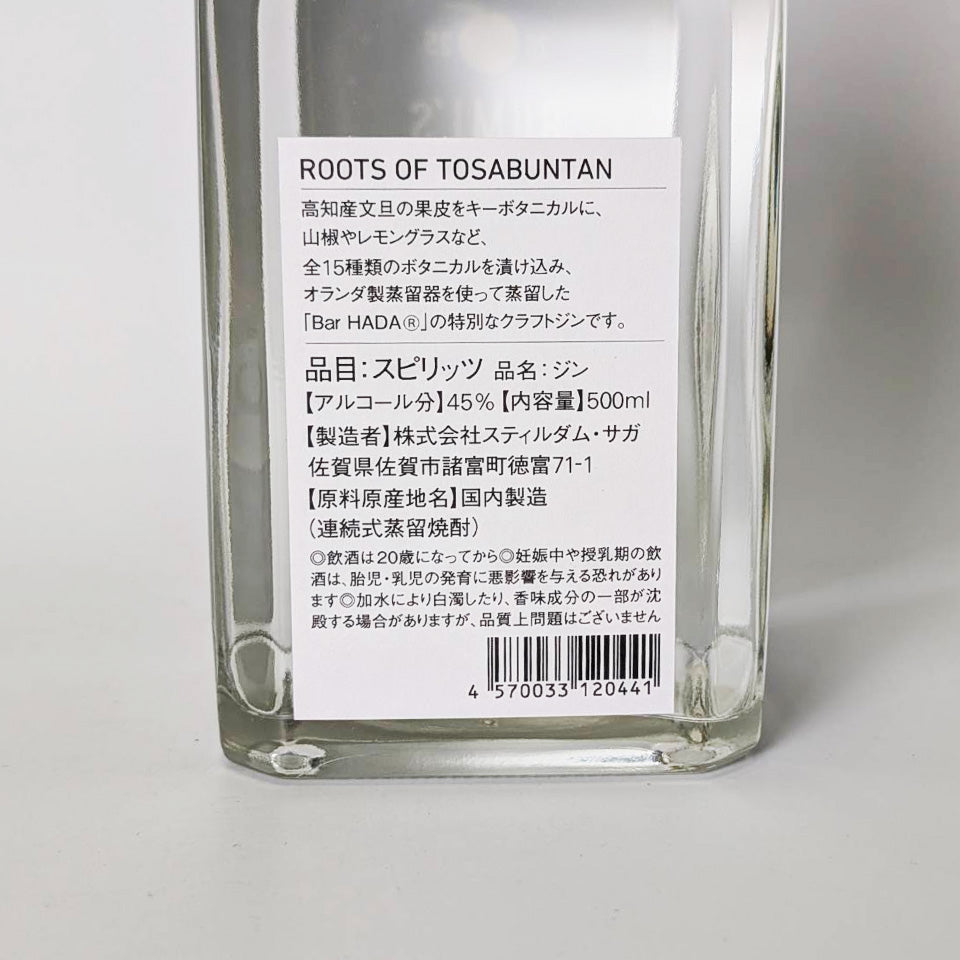 ROOTS OF TOSABUNTAN
高知産文旦の果皮をキーボタニカルに、
山椒やレモングラスなど、
全15種類のボタニカルを漬け込み、
オランダ製蒸留器を使って蒸留した
「Bar HADA®」の特別なクラフトジンです。
品目:スピリッツ 品名:ジン
【アルコール分】45%【内容量】500ml
【製造者】株式会社スティルダム・サガ
佐賀県佐賀市諸富町徳富71-1
【原料原産地名】国内製造
(連続式蒸留焼酎)
◎飲酒は20歳になってから◎妊娠中や授乳期の飲
酒は、胎児・乳児の発育に悪影響を与える恐れがあり
ます◎加水により白濁したり、香味成分の一部が沈
殿する場合がありますが、品質上問題はございません
4 570033 120441